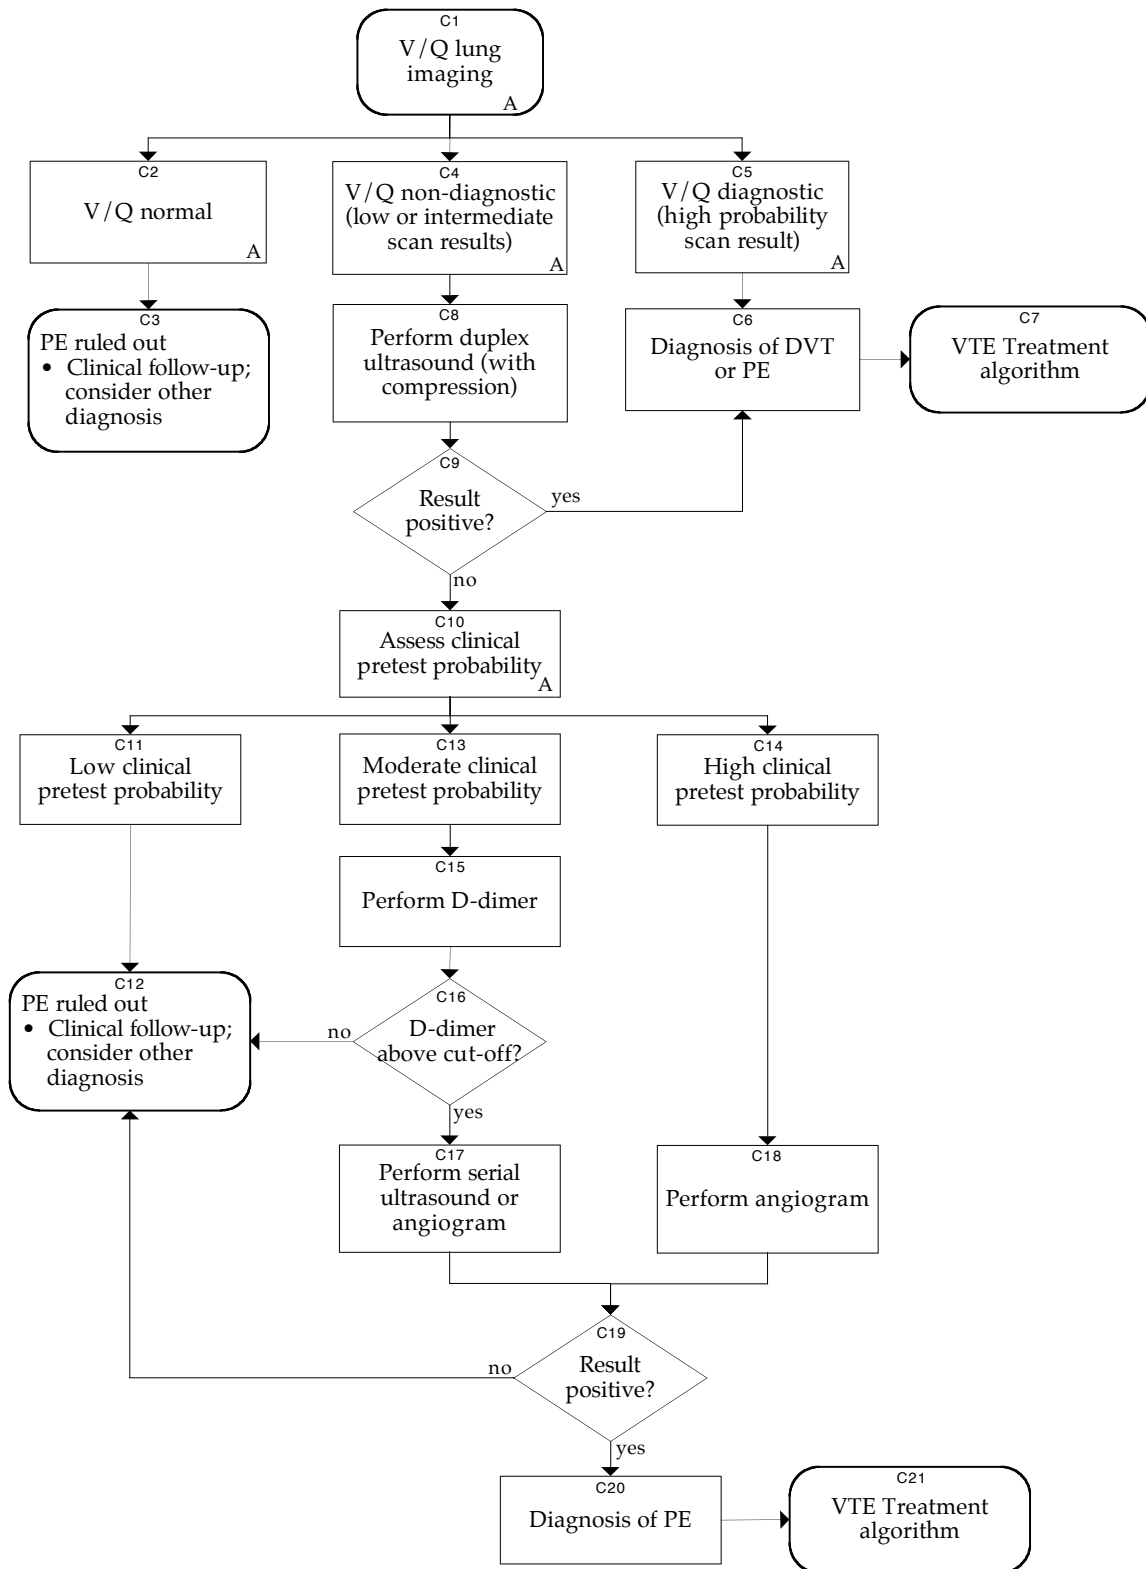 C1
V/Q lung
imaging
A
C2
V/Q normal
A
C4
V/Q non-diagnostic
(low or intermediate
scan results)
A
C5
V/Q diagnostic
(high probability
scan result)
A
C3
PE ruled out
• Clinical follow-up;
consider other
diagnosis
C8
Perform duplex
ultrasound (with
compression)
C6
Diagnosis of DVT
or PE
C7
VTE Treatment
algorithm
C9
Result
positive?
yes
no
C10
Assess clinical
pretest probability
A
C11
Low clinical
pretest probability
C13
Moderate clinical
pretest probability
C14
High clinical
pretest probability
C15
Perform D-dimer
C12
PE ruled out
• Clinical follow-up;
consider other
diagnosis
C16
D-dimer
above cut-off?
no
yes
C17
Perform serial
ultrasound or
angiogram
C18
Perform angiogram
C19
Result
positive?
no
yes
C20
Diagnosis of PE
C21
VTE Treatment
algorithm